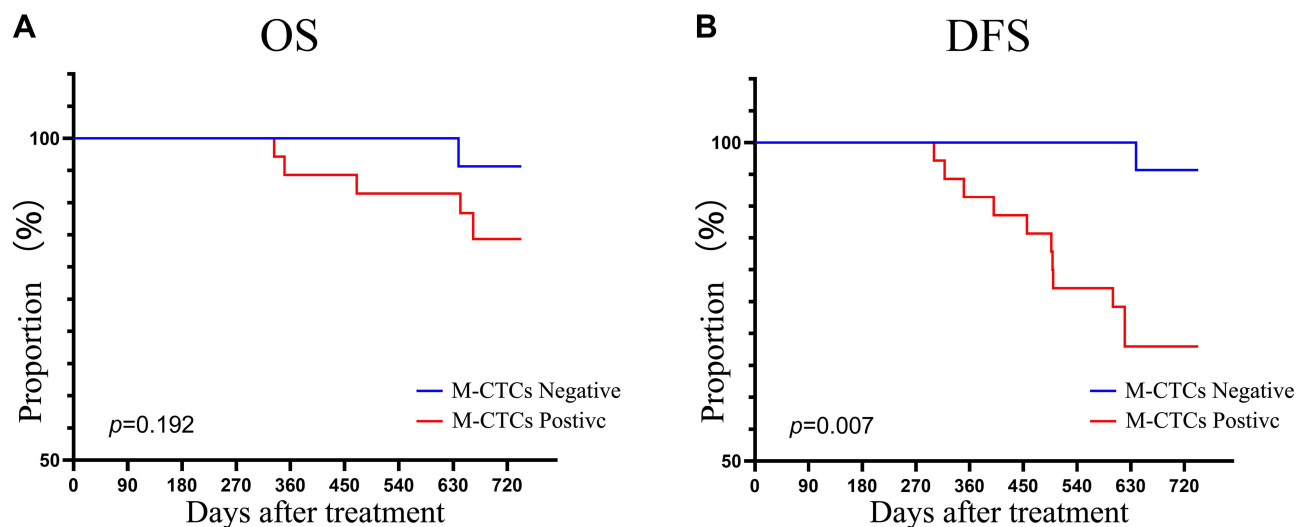 A
OS
100
50
Proportion (%)
p=0.192
M-CTCs Negative
M-CTCs Postivc
0 90 180 270 360 450 540 630 720
Days after treatment
B
DFS
100
50
Proportion (%)
p=0.007
M-CTCs Negative
M-CTCs Postivc
0 90 180 270 360 450 540 630 720
Days after treatment